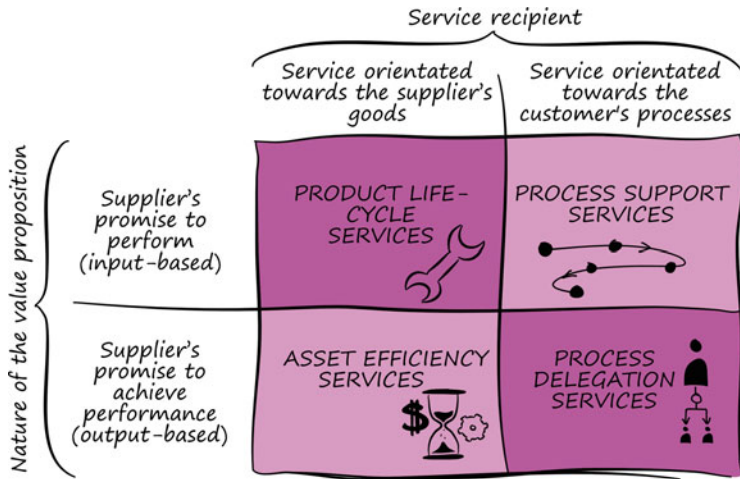 Service recipient
Service orientated
towards the supplier's
goods
Service orientated
towards the
customer's processes
Nature of the value proposition
Supplier's
promise to
perform
(input-based)
PRODUCT LIFE-
CYCLE
SERVICES
PROCESS SUPPORT
SERVICES
Supplier's
promise to
achieve
performance
(output-based)
ASSET EFFICIENCY
SERVICES
$
PROCESS
DELEGATION
SERVICES